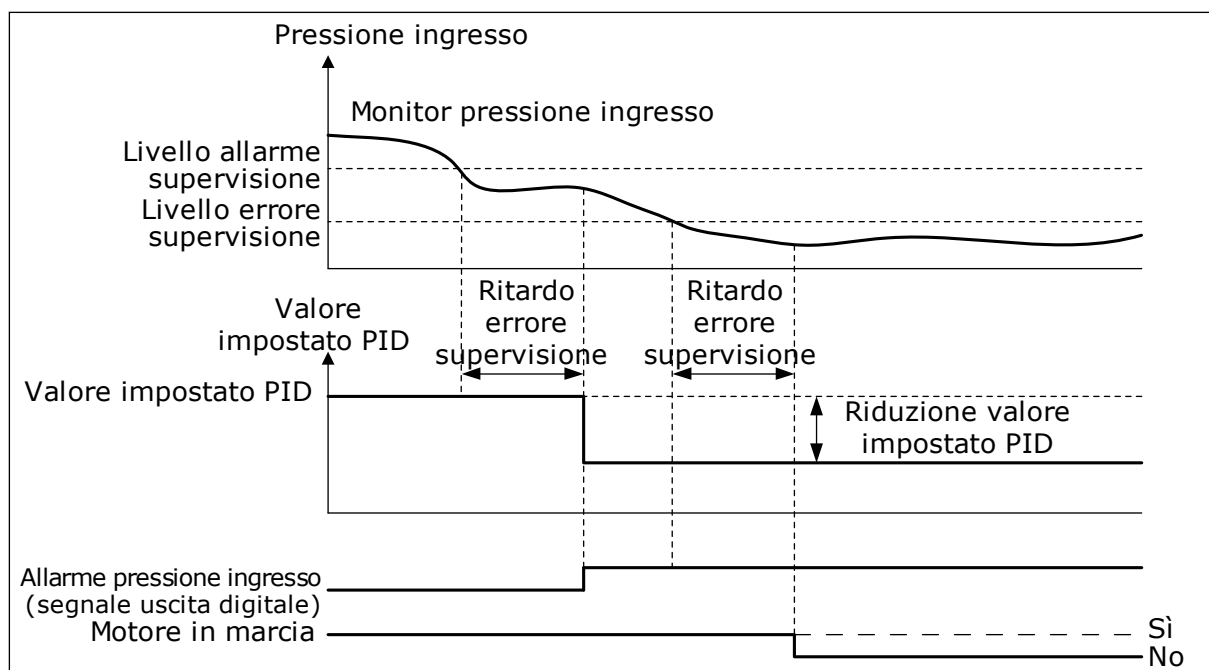 Pressione ingresso
Monitor pressione ingresso
Livello allarme
supervisione
Livello errore
supervisione
Ritardo
errore
supervisione
Ritardo
errore
supervisione
Valore
impostato PID
Valore impostato PID
Riduzione valore
impostato PID
Allarme pressione ingresso
(segnale uscita digitale)
Motore in marcia
Sì
No